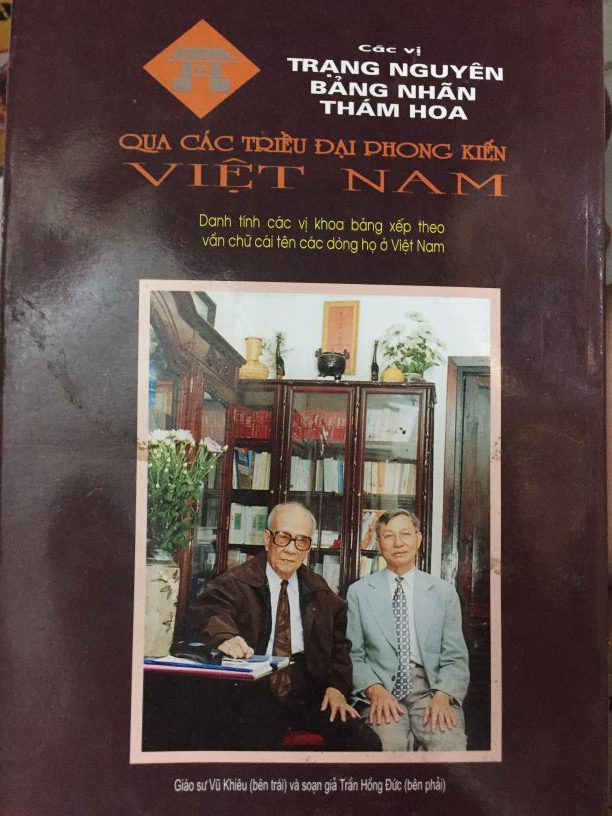 Các vị
TRẠNG NGUYÊN
BẢNG NHÃN
THÁM HOA
QUA CÁC TRIỀU ĐẠI PHONG KIẾN
VIỆT NAM
Danh tính các vị khoa bảng xếp theo
vần chữ cái tên các dòng họ ở Việt Nam
Giáo sư Vũ Khiêu (bên trái) và soạn giả Trần Hồng Đức (bên phải)